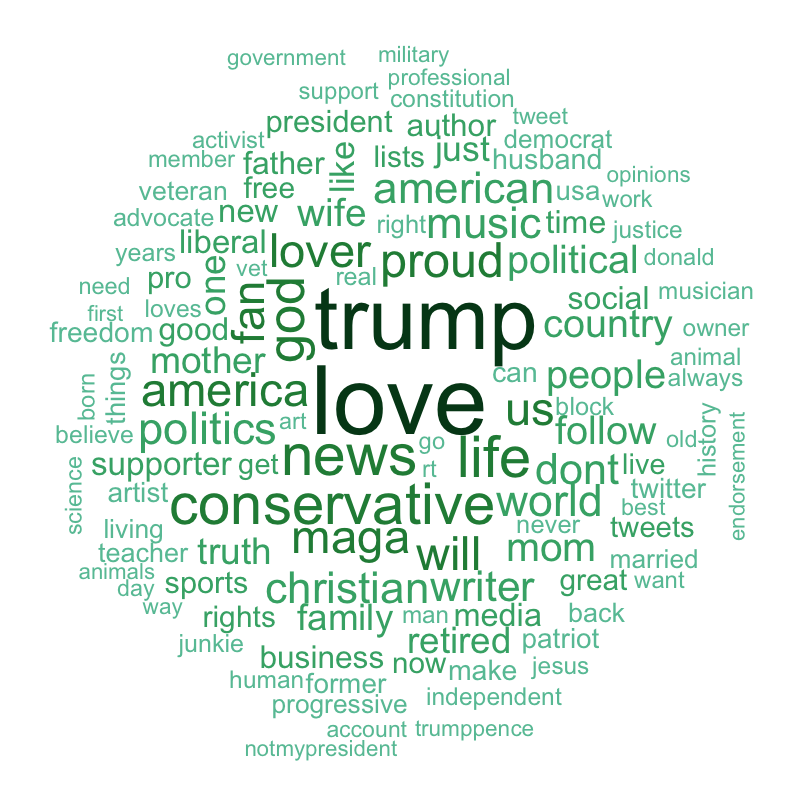 government
military
professional
support
constitution
tweet
president
author
democrat
activist
member
father
like
lists
just
husband
opinions
veteran
free
american
usa
work
advocate
new
wife
right
music
time
justice
years
liberal
lover
proud
political
donald
need
pro
one
vet
real
social
musician
first
loves
fan
god
trump
country
owner
freedom
good
mother
people
animal
always
born
things
america
love
can
us
block
believe
politics
art
go
follow
old
history
endorsement
science
supporter
get
news
rt
life
dont
live
twitter
artist
conservative
world
best
living
maga
never
tweets
teacher
truth
will
mom
married
animals
day
sports
christian
writer
great
want
way
rights
family
man
media
back
junkie
retired
patriot
business
now
make
jesus
human
former
progressive
independent
account
trumppence
notmypresident